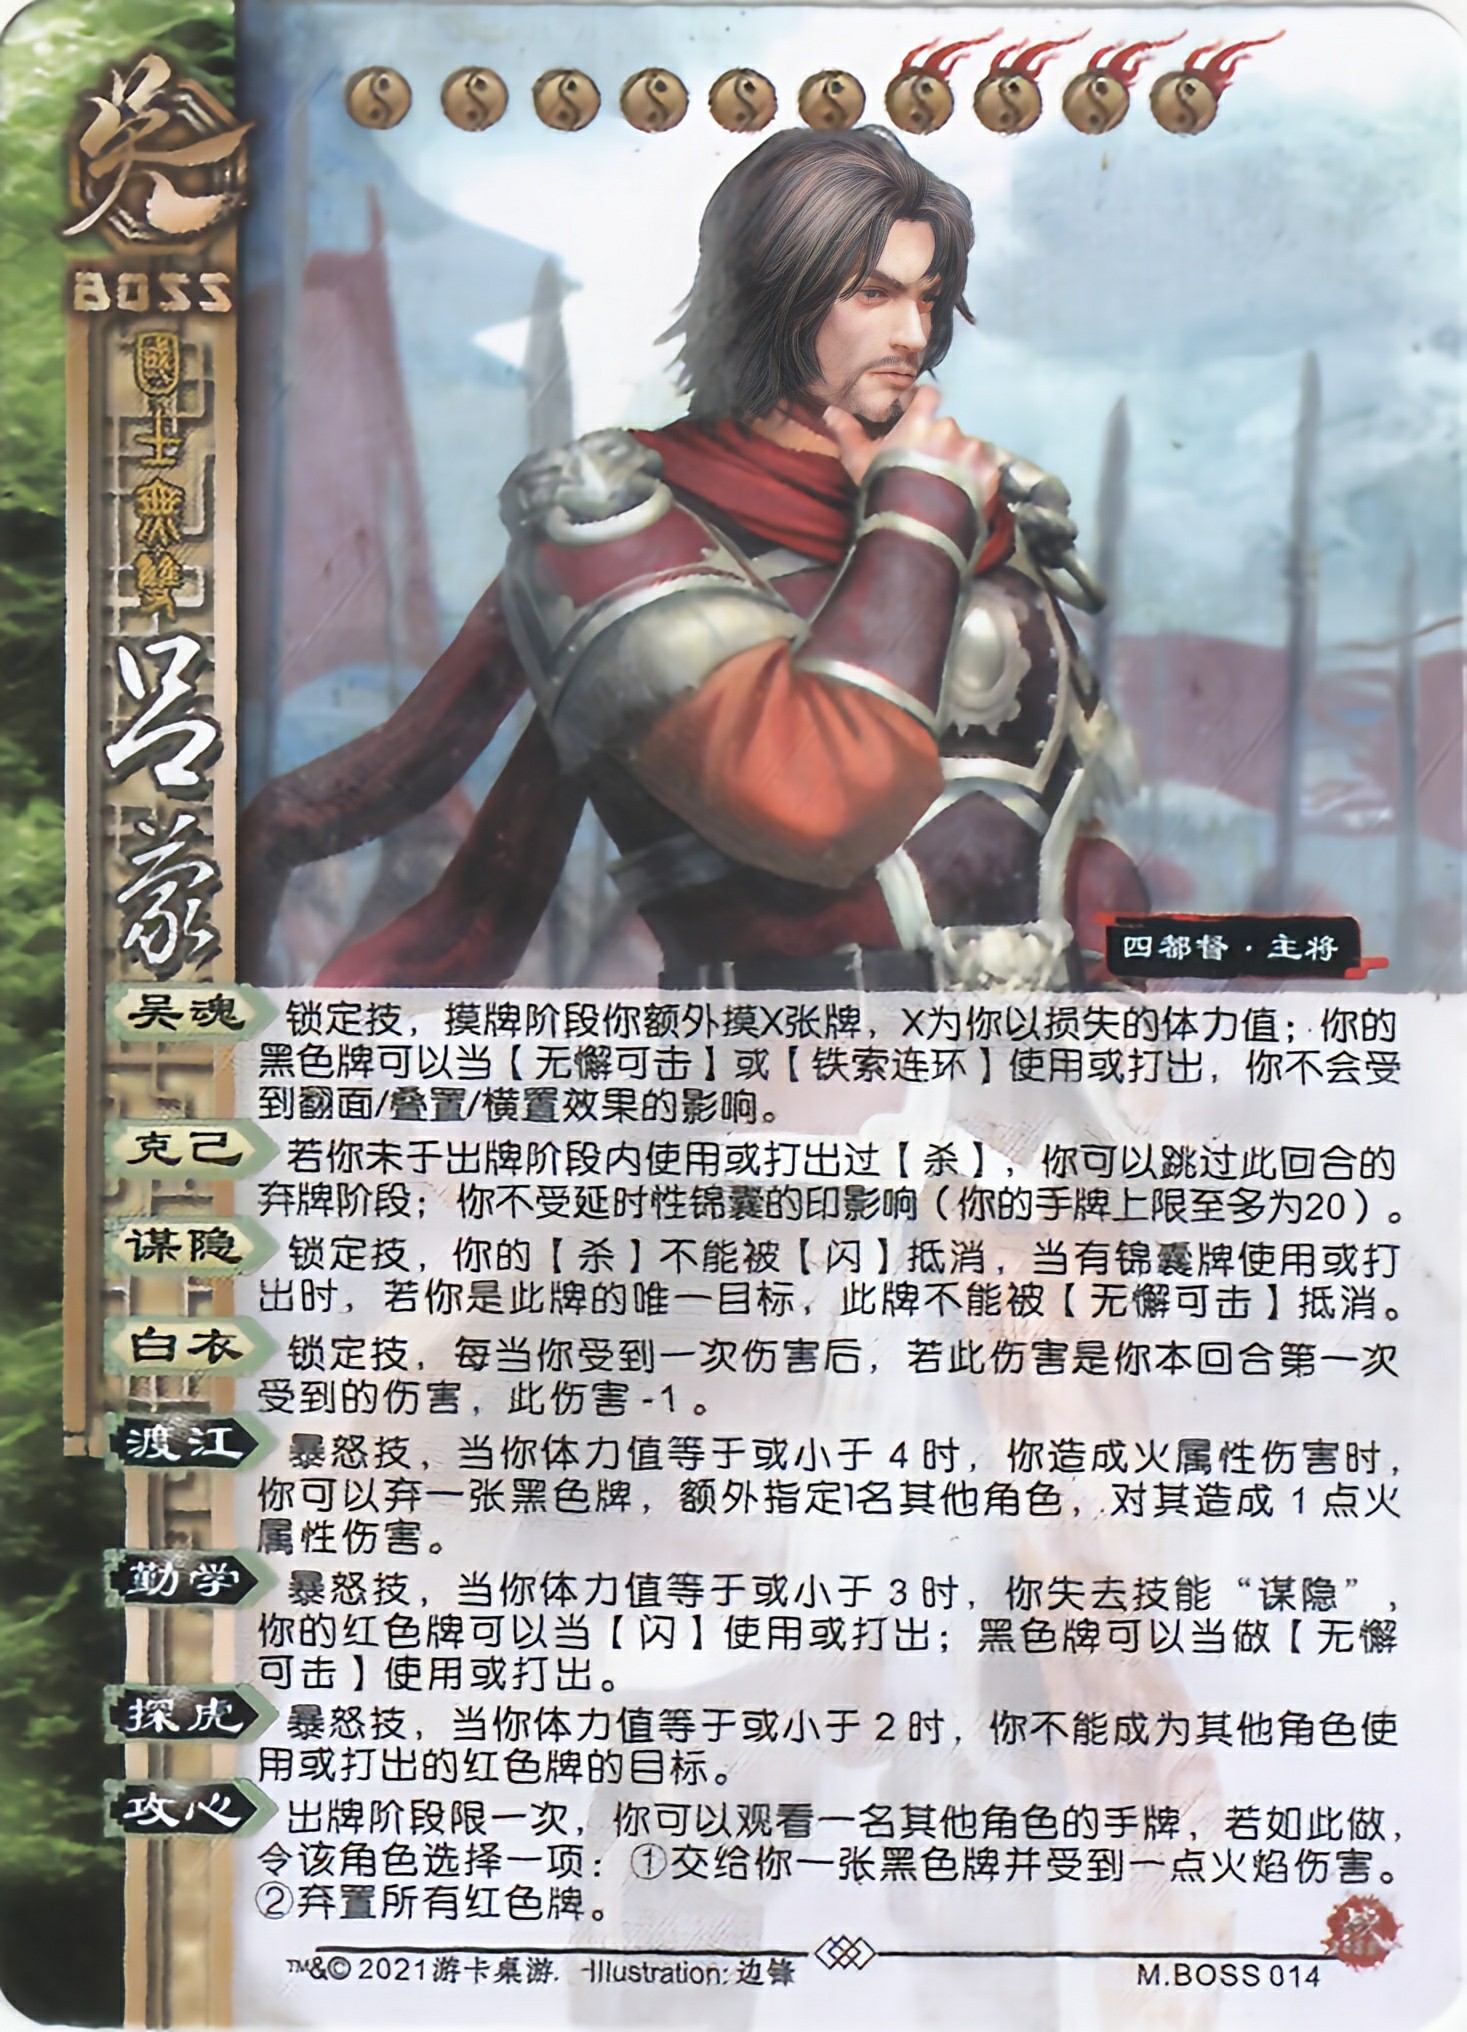 吴
国士無雙
吕蒙
四都督·主将
吴魂 锁定技，摸牌阶段你额外摸X张牌，X为你以损失的体力值；你的
黑色牌可以当【无懈可击】或【铁索连环】使用或打出，你不会受
到翻面/叠置/横置效果的影响。
克己 若你未于出牌阶段内使用或打出过【杀】，你可以跳过此回合的
弃牌阶段；你不受延时性锦囊的印影响（你的手牌上限至多为20）。
谋隐 锁定技，你的【杀】不能被【闪】抵消，当有锦囊牌使用或打
出时，若你是此牌的唯一目标，此牌不能被【无懈可击】抵消。
白衣 锁定技，每当你受到一次伤害后，若此伤害是你本回合第一次
受到的伤害，此伤害-1。
渡江 暴怒技，当你体力值等于或小于4时，你造成火属性伤害时，
你可以弃一张黑色牌，额外指定1名其他角色，对其造成1点火
属性伤害。
勤学 暴怒技，当你体力值等于或小于3时，你失去技能“谋隐”，
你的红色牌可以当【闪】使用或打出；黑色牌可以当做【无懈
可击】使用或打出。
探虎 暴怒技，当你体力值等于或小于2时，你不能成为其他角色使
用或打出的红色牌的目标。
攻心 出牌阶段限一次，你可以观看一名其他角色的手牌，若如此做，
令该角色选择一项：①交给你一张黑色牌并受到一点火焰伤害。
②弃置所有红色牌。
™&© 2021游卡桌游. Illustration: 边锋
M.BOSS 014